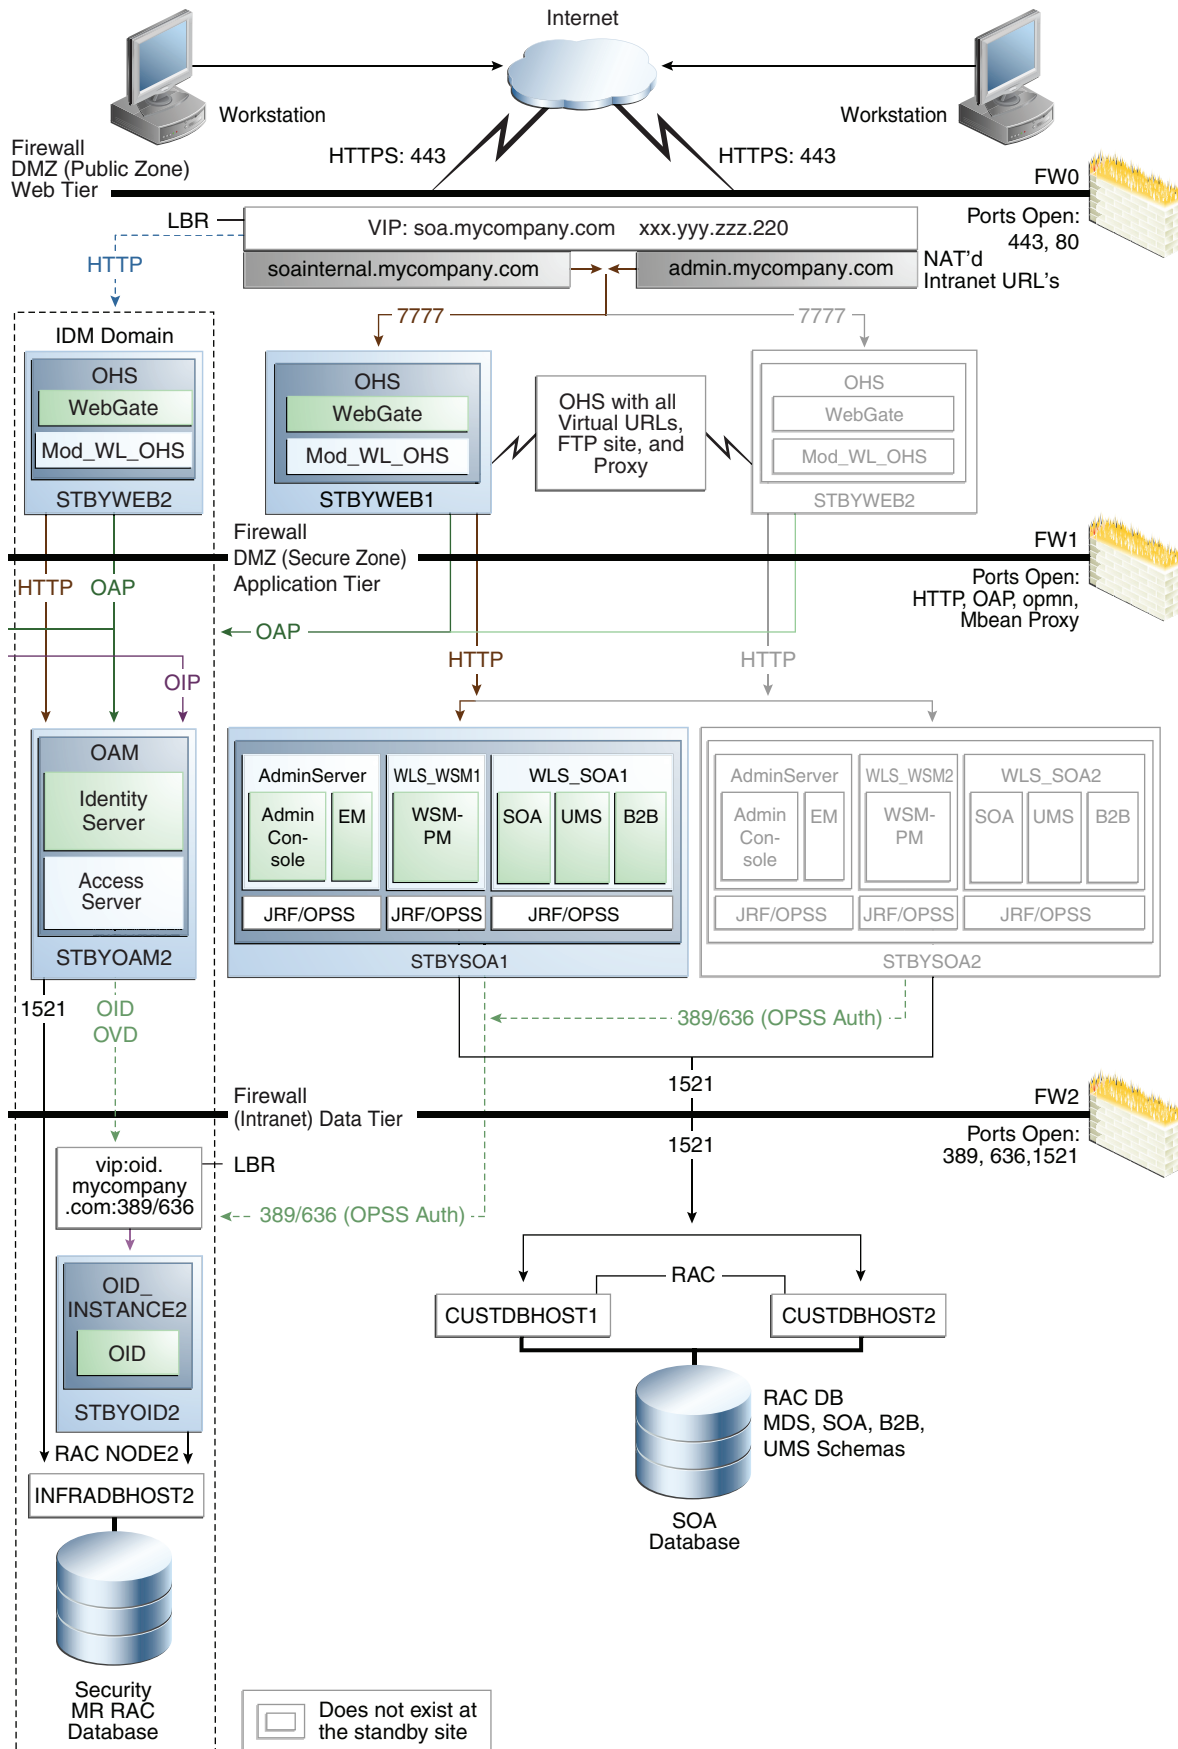 Internet
Workstation
Workstation
HTTPS: 443
HTTPS: 443
Firewall
DMZ (Public Zone)
Web Tier
FW0
Ports Open:
443, 80
LBR
VIP: soa.mycompany.com xxx.yyy.zzz.220
HTTP
soainternal.mycompany.com
admin.mycompany.com
NAT'd
Intranet URL's
7777
7777
IDM Domain
OHS
WebGate
Mod_WL_OHS
STBYWEB2
OHS
WebGate
Mod_WL_OHS
STBYWEB1
OHS with all
Virtual URLs,
FTP site, and
Proxy
OHS
WebGate
Mod_WL_OHS
STBYWEB2
Firewall
DMZ (Secure Zone)
Application Tier
FW1
Ports Open:
HTTP, OAP, opmn,
Mbean Proxy
HTTP
OAP
OAP
OIP
HTTP
HTTP
OAM
Identity
Server
Access
Server
STBYOAM2
AdminServer
Admin
Con-
sole
EM
WLS_WSM1
WSM-
PM
WLS_SOA1
SOA
UMS
B2B
JRF/OPSS
JRF/OPSS
JRF/OPSS
STBYSOA1
AdminServer
Admin
Con-
sole
EM
WLS_WSM2
WSM-
PM
WLS_SOA2
SOA
UMS
B2B
JRF/OPSS
JRF/OPSS
JRF/OPSS
STBYSOA2
1521
OID
OVD
389/636 (OPSS Auth)
1521
Firewall
(Intranet) Data Tier
FW2
Ports Open:
389, 636,1521
1521
vip:oid.
mycompany
.com:389/636
LBR
389/636 (OPSS Auth)
OID_
INSTANCE2
OID
STBYOID2
RAC
CUSTDBHOST1
CUSTDBHOST2
RAC DB
MDS, SOA, B2B,
UMS Schemas
SOA
Database
RAC NODE2
INFRADBHOST2
Security
MR RAC
Database
Does not exist at
the standby site